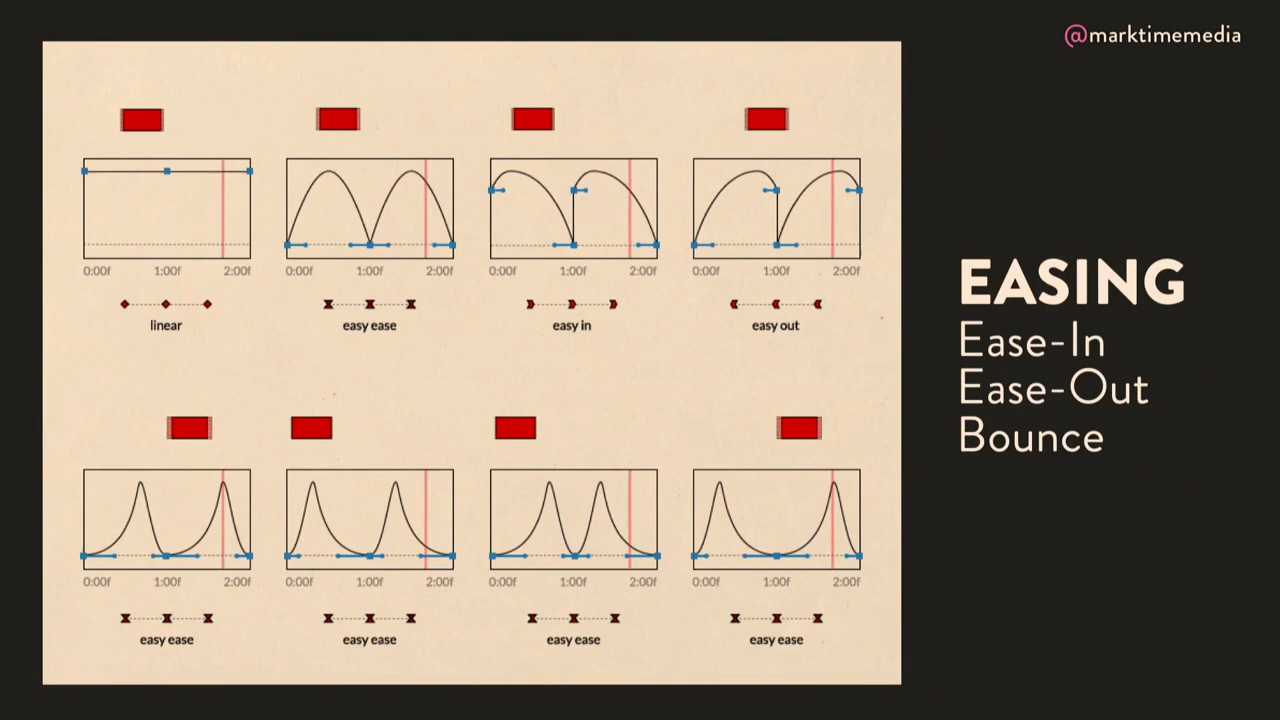 @marktimemedia
0:00f 1:00f 2:00f
0:00f 1:00f 2:00f
0:00f 1:00f 2:00f
0:00f 1:00f 2:00f
linear
easy ease
easy in
easy out
0:00f 1:00f 2:00f
0:00f 1:00f 2:00f
0:00f 1:00f 2:00f
0:00f 1:00f 2:00f
easy ease
easy ease
easy ease
easy ease
EASING
Ease-In
Ease-Out
Bounce